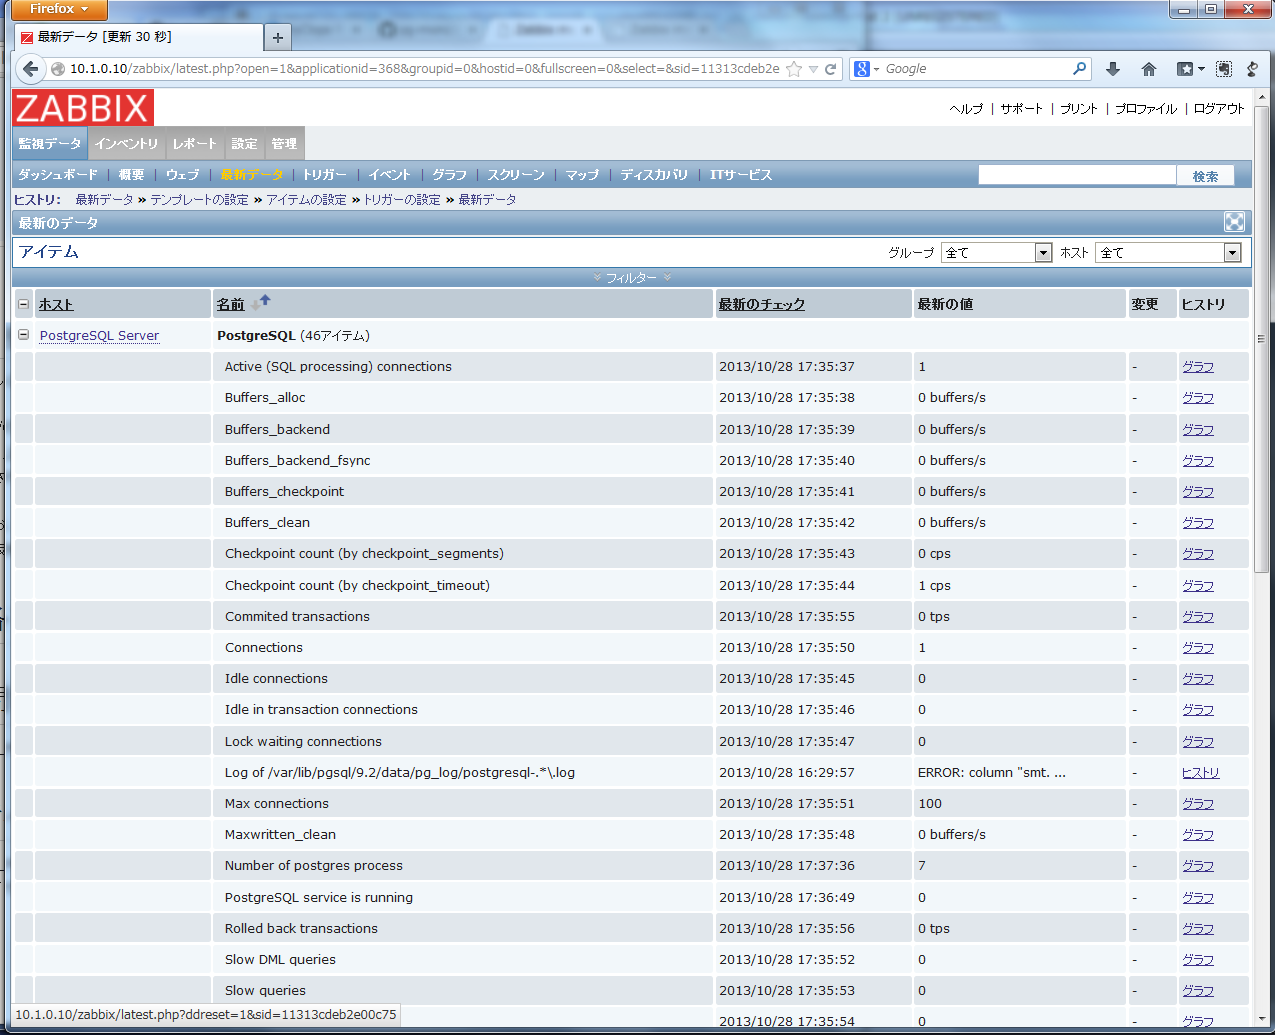 Firefox
最新データ [更新 30 秒]
10.1.0.10/zabbix/latest.php?open=1&applicationid=368&groupid=0&hostid=0&fullscreen=0&select=&sid=11313cdeb2e
Google
ZABBIX
ヘルプ | サポート | プリント | プロファイル | ログアウト
監視データ インベントリ レポート 設定 管理
ダッシュボード | 概要 | ウェブ | 最新データ | トリガー | イベント | グラフ | スクリーン | マップ | ディスカバリ | ITサービス 検索
ヒストリ: 最新データ » テンプレートの設定 » アイテムの設定 » トリガーの設定 » 最新データ
最新のデータ
アイテム グループ 全て ホスト 全て
フィルター
ホスト 名前 最新のチェック 最新の値 変更 ヒストリ
PostgreSQL Server PostgreSQL (46アイテム)
Active (SQL processing) connections 2013/10/28 17:35:37 1 - グラフ
Buffers_alloc 2013/10/28 17:35:38 0 buffers/s - グラフ
Buffers_backend 2013/10/28 17:35:39 0 buffers/s - グラフ
Buffers_backend_fsync 2013/10/28 17:35:40 0 buffers/s - グラフ
Buffers_checkpoint 2013/10/28 17:35:41 0 buffers/s - グラフ
Buffers_clean 2013/10/28 17:35:42 0 buffers/s - グラフ
Checkpoint count (by checkpoint_segments) 2013/10/28 17:35:43 0 cps - グラフ
Checkpoint count (by checkpoint_timeout) 2013/10/28 17:35:44 1 cps - グラフ
Commited transactions 2013/10/28 17:35:55 0 tps - グラフ
Connections 2013/10/28 17:35:50 1 - グラフ
Idle connections 2013/10/28 17:35:45 0 - グラフ
Idle in transaction connections 2013/10/28 17:35:46 0 - グラフ
Lock waiting connections 2013/10/28 17:35:47 0 - グラフ
Log of /var/lib/pgsql/9.2/data/pg_log/postgresql-.*\.log 2013/10/28 16:29:57 ERROR: column "smt. ... - ヒストリ
Max connections 2013/10/28 17:35:51 100 - グラフ
Maxwritten_clean 2013/10/28 17:35:48 0 buffers/s - グラフ
Number of postgres process 2013/10/28 17:37:36 7 - グラフ
PostgreSQL service is running 2013/10/28 17:36:49 0 - グラフ
Rolled back transactions 2013/10/28 17:35:56 0 tps - グラフ
Slow DML queries 2013/10/28 17:35:52 0 - グラフ
Slow queries 2013/10/28 17:35:53 0 - グラフ
2013/10/28 17:35:54 0 - グラフ
10.1.0.10/zabbix/latest.php?ddreset=1&sid=11313cdeb2e00c75